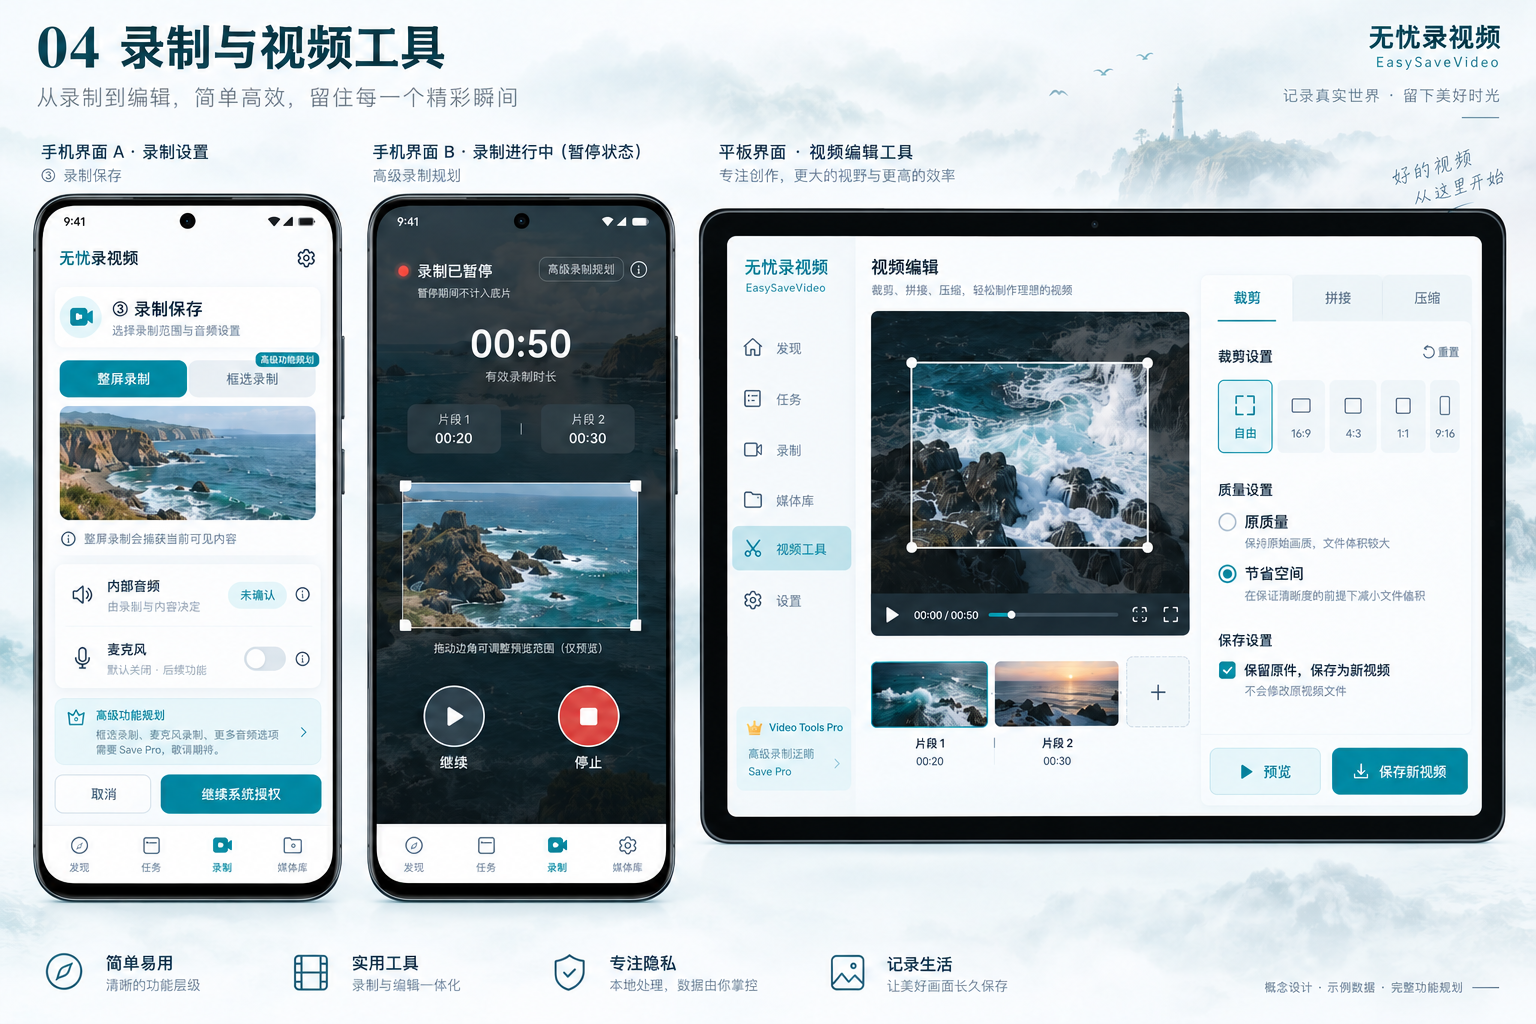 04 录制与视频工具
从录制到编辑，简单高效，留住每一个精彩瞬间
无忧录视频
EasySaveVideo
记录真实世界 · 留下美好时光
好的视频
从这里开始
手机界面 A · 录制设置
③ 录制保存
9:41
无忧录视频
③ 录制保存
选择录制范围与音频设置
整屏录制
框选录制
高级功能规划
整屏录制会捕获当前可见内容
内部音频
由录制与内容决定
未确认
麦克风
默认关闭 · 后续功能
高级功能规划
框选录制、麦克风录制、更多音频选项
需要 Save Pro，敬请期待。
取消
继续系统授权
发现
任务
录制
媒体库
手机界面 B · 录制进行中（暂停状态）
高级录制规划
9:41
录制已暂停
高级录制规划
暂停期间不计入底片
00:50
有效录制时长
片段 1
00:20
片段 2
00:30
拖动边角可调整预览范围（仅预览）
继续
停止
发现
任务
录制
媒体库
平板界面 · 视频编辑工具
专注创作，更大的视野与更高的效率
无忧录视频
EasySaveVideo
发现
任务
录制
媒体库
视频工具
设置
Video Tools Pro
高级录制
Save Pro
视频编辑
裁剪、拼接、压缩，轻松制作理想的视频
00:00 / 00:50
片段 1
00:20
片段 2
00:30
裁剪
拼接
压缩
裁剪设置
重置
自由
16:9
4:3
1:1
9:16
质量设置
原质量
保持原始画质，文件体积较大
节省空间
在保证清晰度的前提下减小文件体积
保存设置
保留原件，保存为新视频
不会修改原视频文件
预览
保存新视频
简单易用
清晰的功能层级
实用工具
录制与编辑一体化
专注隐私
本地处理，数据由你掌控
记录生活
让美好画面长久保存
概念设计 · 示例数据 · 完整功能规划